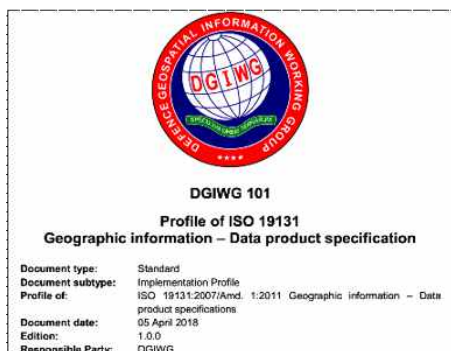 DEFENCE GEOSPATIAL INFORMATION WORKING GROUP
DGIWG
DGIWG 101
Profile of ISO 19131
Geographic information – Data product specification
Document type: Standard
Document subtype: Implementation Profile
Profile of: ISO 19131:2007/Amd. 1:2011 Geographic information – Data
product specifications
Document date: 05 April 2018
Edition: 1.0.0
Responsible Party: DGIWG